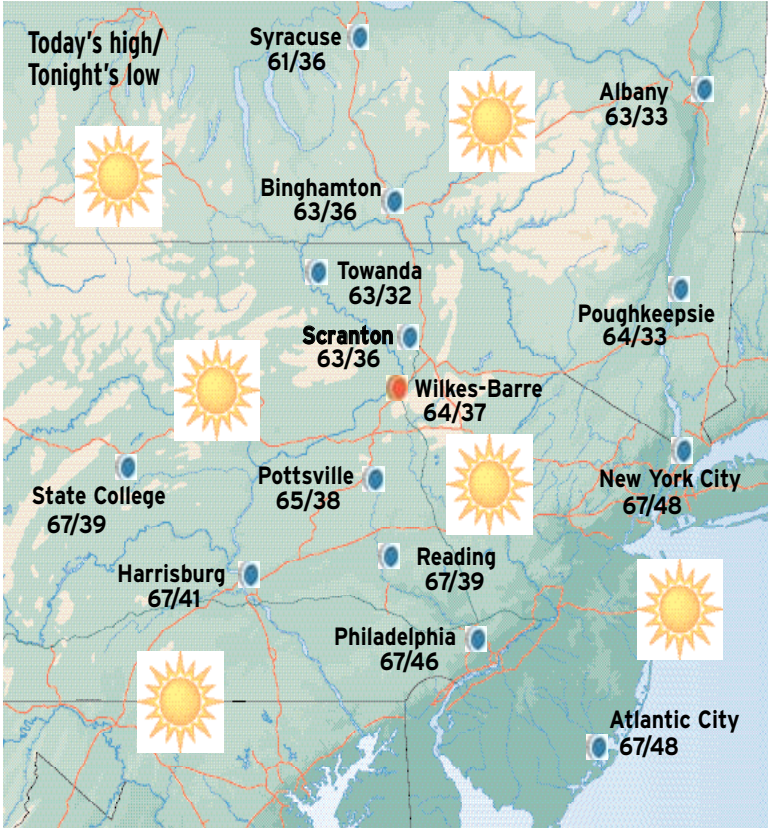 Today's high/
Tonight's low
Syracuse
61/36
Albany
63/33
Binghamton
63/36
Towanda
63/32
Poughkeepsie
64/33
Scranton
63/36
Wilkes-Barre
64/37
New York City
67/48
State College
67/39
Pottsville
65/38
Reading
67/39
Harrisburg
67/41
Philadelphia
67/46
Atlantic City
67/48